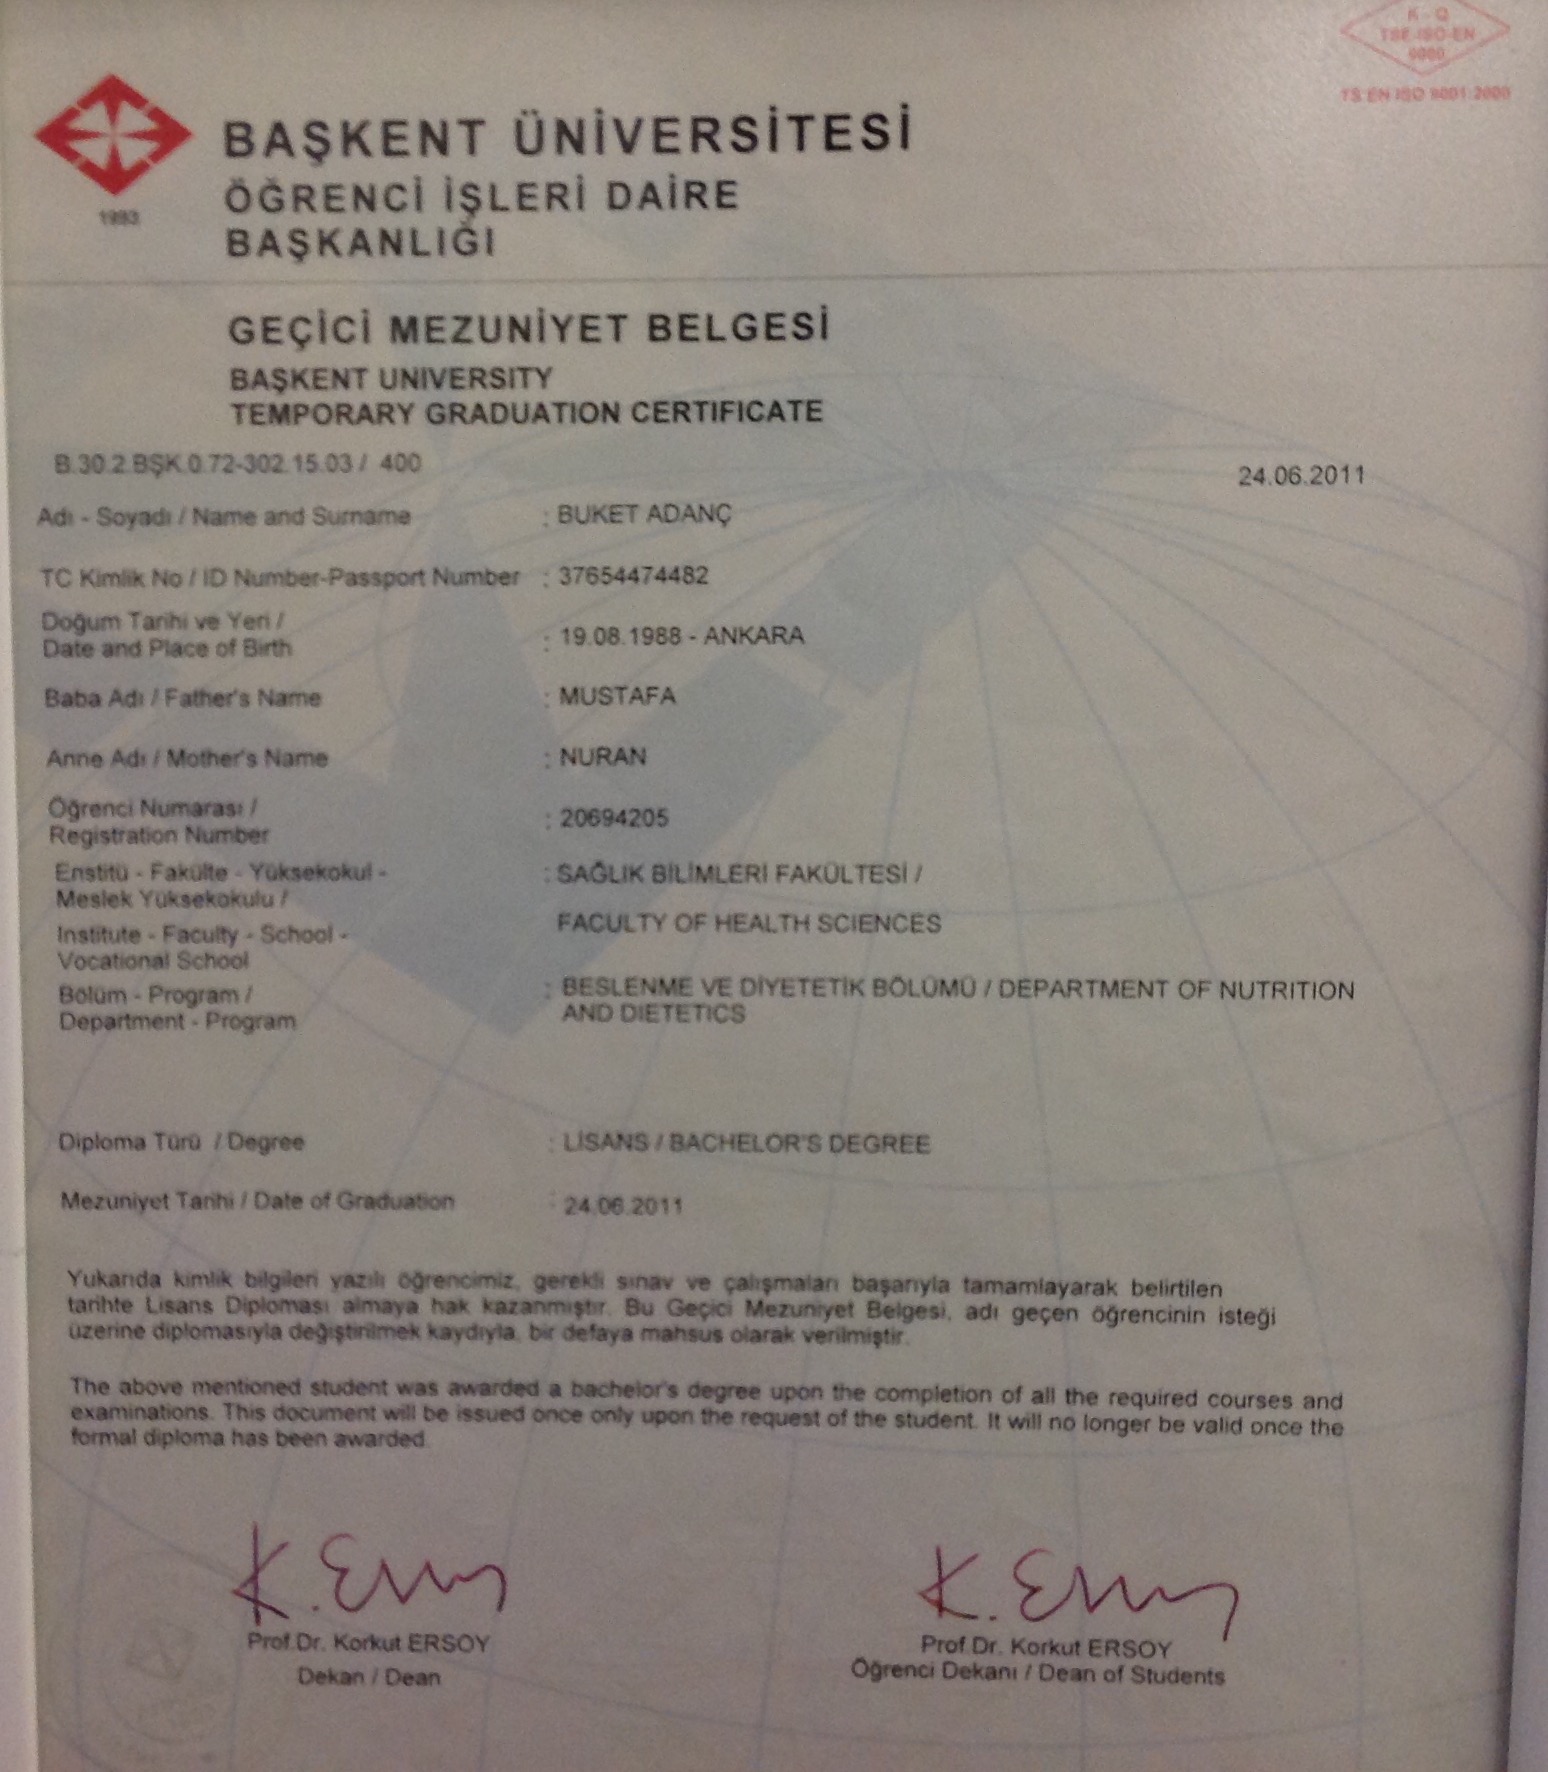 K - Q
TSE-ISO-EN
9000
TS EN ISO 9001:2000
BAŞKENT ÜNİVERSİTESİ
ÖĞRENCİ İŞLERİ DAİRE
BAŞKANLIĞI
1993
GEÇİCİ MEZUNİYET BELGESİ
BAŞKENT UNIVERSITY
TEMPORARY GRADUATION CERTIFICATE
B.30.2.BŞK.0.72-302.15.03 / 400
24.06.2011
Adı - Soyadı / Name and Surname : BUKET ADANÇ
TC Kimlik No / ID Number-Passport Number : 37654474482
Doğum Tarihi ve Yeri /
Date and Place of Birth : 19.08.1988 - ANKARA
Baba Adı / Father's Name : MUSTAFA
Anne Adı / Mother's Name : NURAN
Öğrenci Numarası /
Registration Number : 20694205
Enstitü - Fakülte - Yüksekokul - : SAĞLIK BİLİMLERİ FAKÜLTESİ /
Meslek Yüksekokulu /
FACULTY OF HEALTH SCIENCES
Institute - Faculty - School -
Vocational School
Bölüm - Program / : BESLENME VE DİYETETİK BÖLÜMÜ / DEPARTMENT OF NUTRITION
Department - Program AND DIETETICS
Diploma Türü / Degree : LİSANS / BACHELOR'S DEGREE
Mezuniyet Tarihi / Date of Graduation : 24.06.2011
Yukarıda kimlik bilgileri yazılı öğrencimiz, gerekli sınav ve çalışmaları başarıyla tamamlayarak belirtilen
tarihte Lisans Diploması almaya hak kazanmıştır. Bu Geçici Mezuniyet Belgesi, adı geçen öğrencinin isteği
üzerine diplomasıyla değiştirilmek kaydıyla, bir defaya mahsus olarak verilmiştir.
The above mentioned student was awarded a bachelor's degree upon the completion of all the required courses and
examinations. This document will be issued once only upon the request of the student. It will no longer be valid once the
formal diploma has been awarded.
K. Ersoy
K. Ersoy
Prof.Dr. Korkut ERSOY
Dekan / Dean
Prof.Dr. Korkut ERSOY
Öğrenci Dekanı / Dean of Students